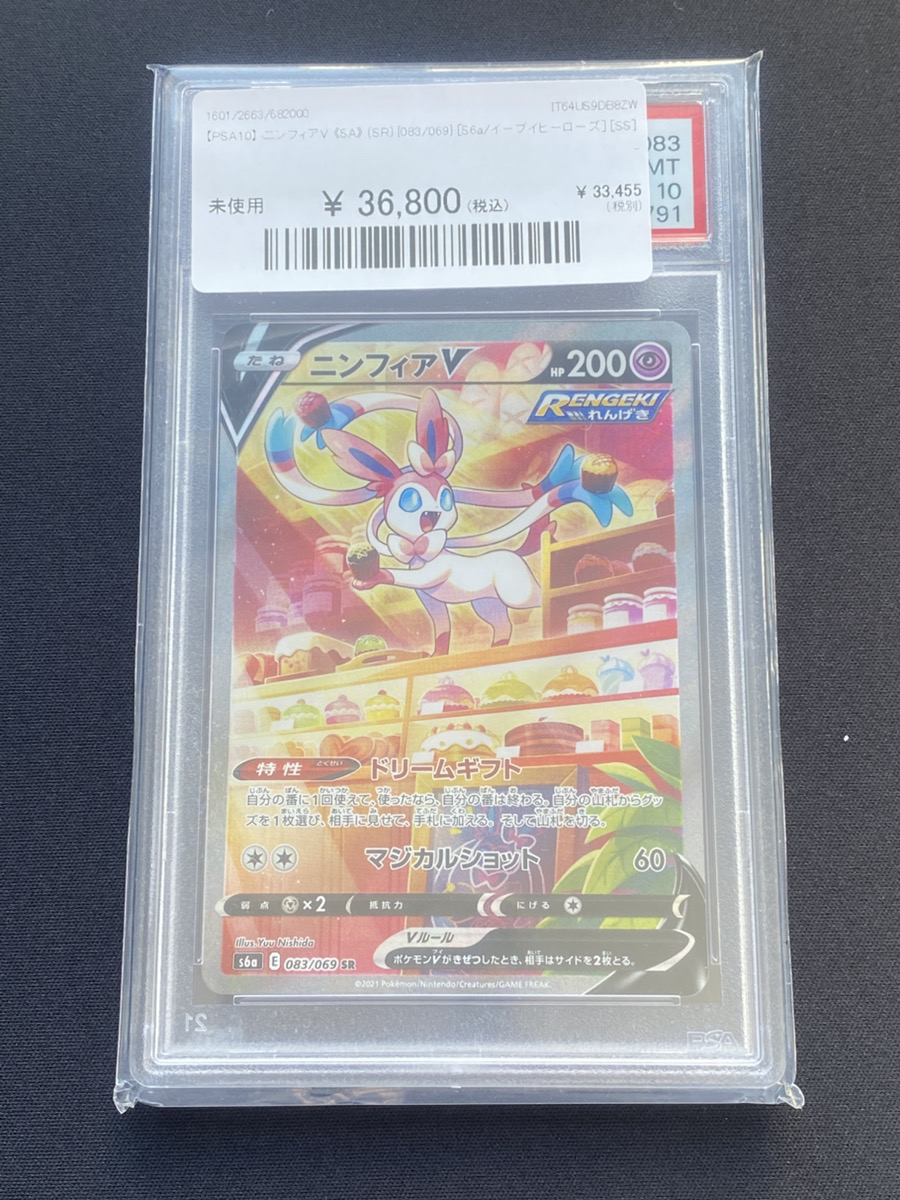 1601/2663/682000
IT64US9DB8ZW
【PSA10】ニンフィアV《SA》(SR)[083/069][S6a/イーブイヒーローズ][SS]
未使用
￥ 36,800(税込)
￥ 33,455
(税別)
083
MT
10
791
たね
ニンフィアV
HP 200
RENGEKI
れんげき
特性
とくせい
ドリームギフト
自分の番に1回使えて、使ったなら、自分の番は終わる。自分の山札からグッ
ズを1枚選び、相手に見せて、手札に加える。そして山札を切る。
マジカルショット
60
弱点
×2
抵抗力
にげる
Illus. Yuu Nishida
Vルール
s6a E 083/069 SR
ポケモンVがきぜつしたとき、相手はサイドを2枚とる。
©2021 Pokémon/Nintendo/Creatures/GAME FREAK.
PSA